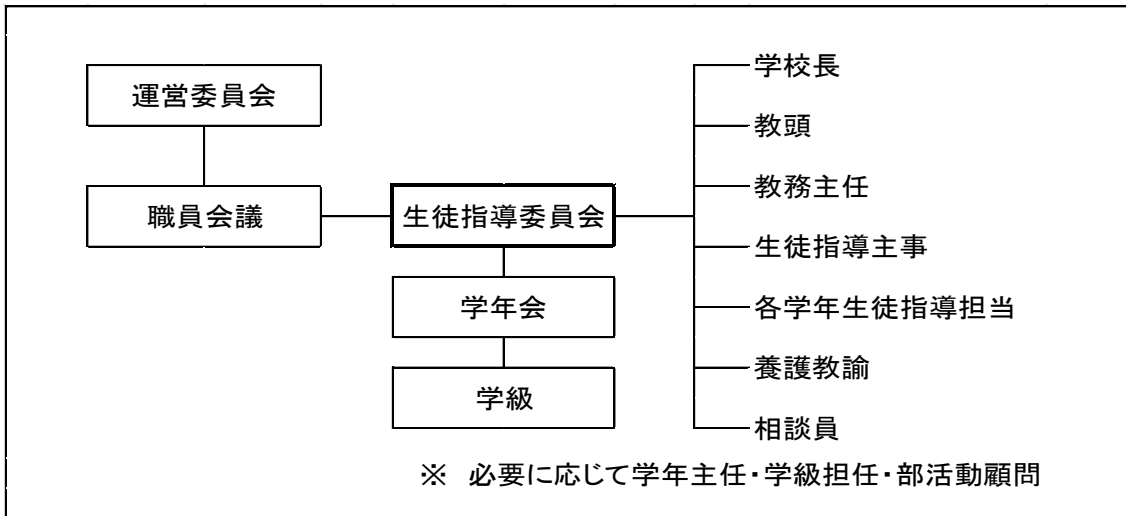 運営委員会
職員会議
生徒指導委員会
学年会
学級
学校長
教頭
教務主任
生徒指導主事
各学年生徒指導担当
養護教諭
相談員
※ 必要に応じて学年主任・学級担任・部活動顧問